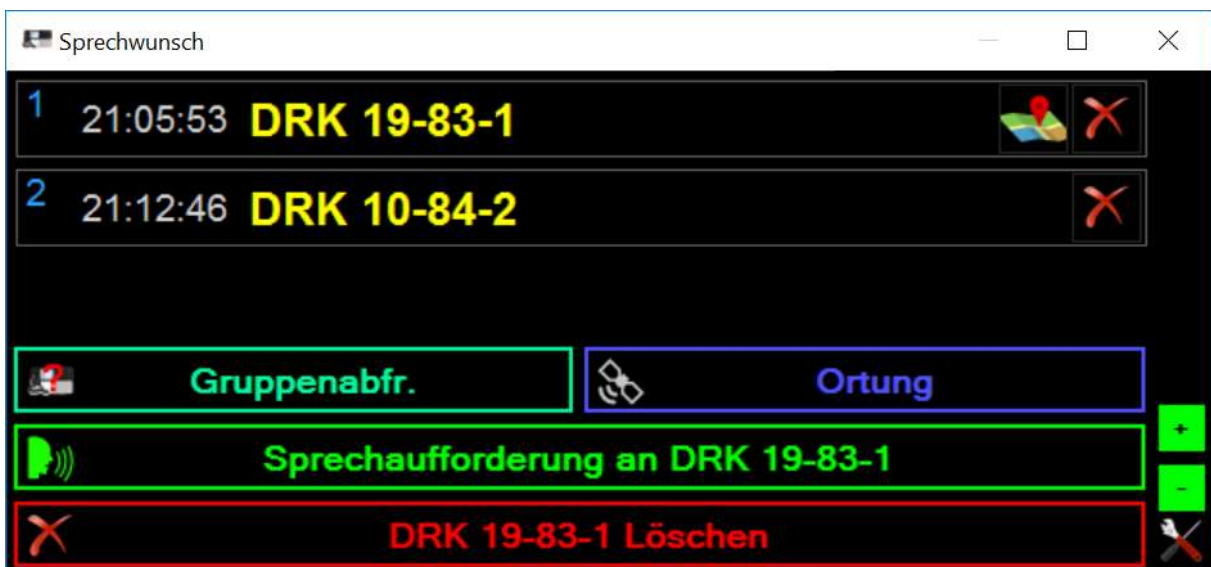 Sprechwunsch
1 21:05:53 DRK 19-83-1
2 21:12:46 DRK 10-84-2
? Gruppenabfr. Ortung
Sprechaufforderung an DRK 19-83-1
+
-
DRK 19-83-1 Löschen